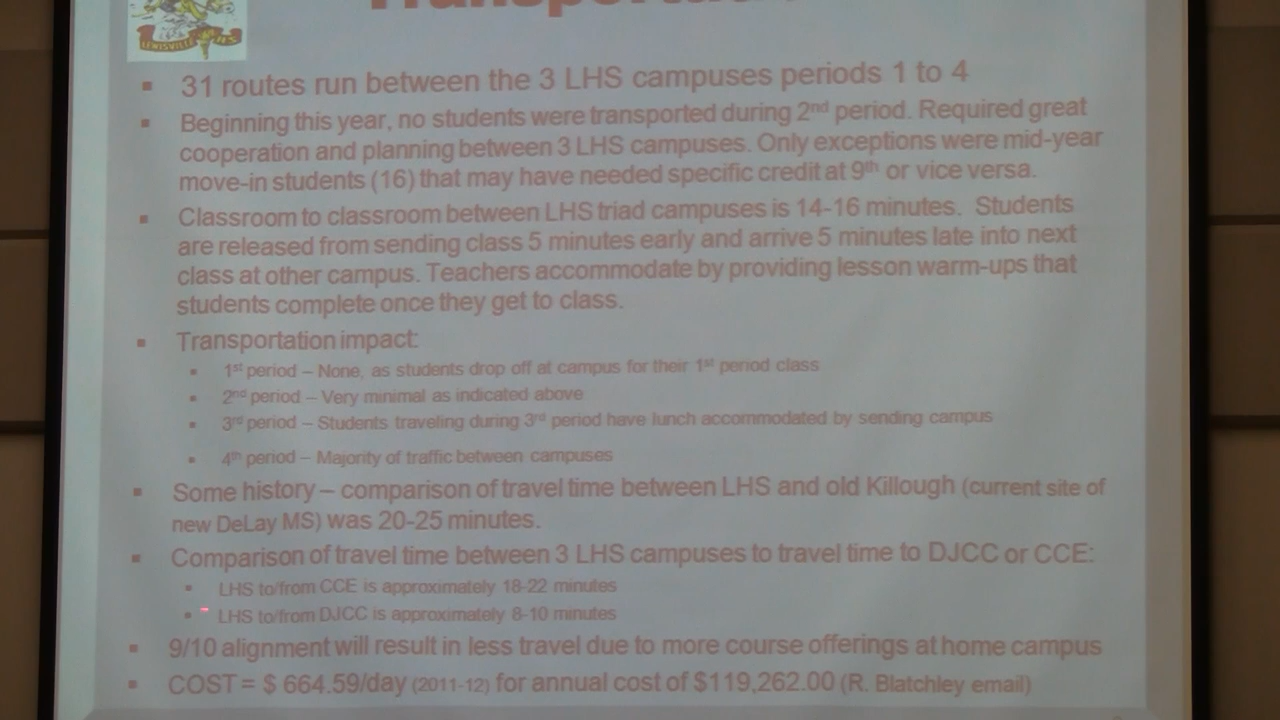 LEWISVILLE H.S.
31 routes run between the 3 LHS campuses periods 1 to 4
Beginning this year, no students were transported during 2nd period. Required great
cooperation and planning between 3 LHS campuses. Only exceptions were mid-year
move-in students (16) that may have needed specific credit at 9th or vice versa.
Classroom to classroom between LHS triad campuses is 14-16 minutes. Students
are released from sending class 5 minutes early and arrive 5 minutes late into next
class at other campus. Teachers accommodate by providing lesson warm-ups that
students complete once they get to class.
Transportation impact:
1st period – None, as students drop off at campus for their 1st period class
2nd period – Very minimal as indicated above
3rd period – Students traveling during 3rd period have lunch accommodated by sending campus
4th period – Majority of traffic between campuses
Some history – comparison of travel time between LHS and old Killough (current site of
new DeLay MS) was 20-25 minutes.
Comparison of travel time between 3 LHS campuses to travel time to DJCC or CCE:
LHS to/from CCE is approximately 18-22 minutes
LHS to/from DJCC is approximately 8-10 minutes
9/10 alignment will result in less travel due to more course offerings at home campus
COST = $ 664.59/day (2011-12) for annual cost of $119,262.00 (R. Blatchley email)